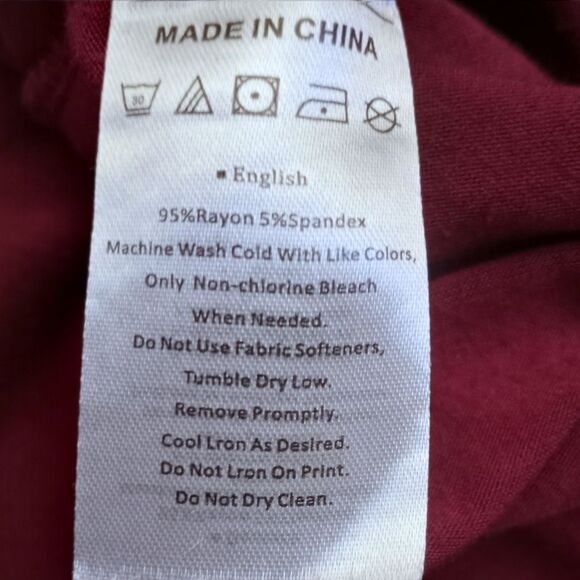 MADE IN CHINA
30
▪ English
95%Rayon 5%Spandex
Machine Wash Cold With Like Colors,
Only Non-chlorine Bleach
When Needed.
Do Not Use Fabric Softeners,
Tumble Dry Low.
Remove Promptly.
Cool Lron As Desired.
Do Not Lron On Print.
Do Not Dry Clean.